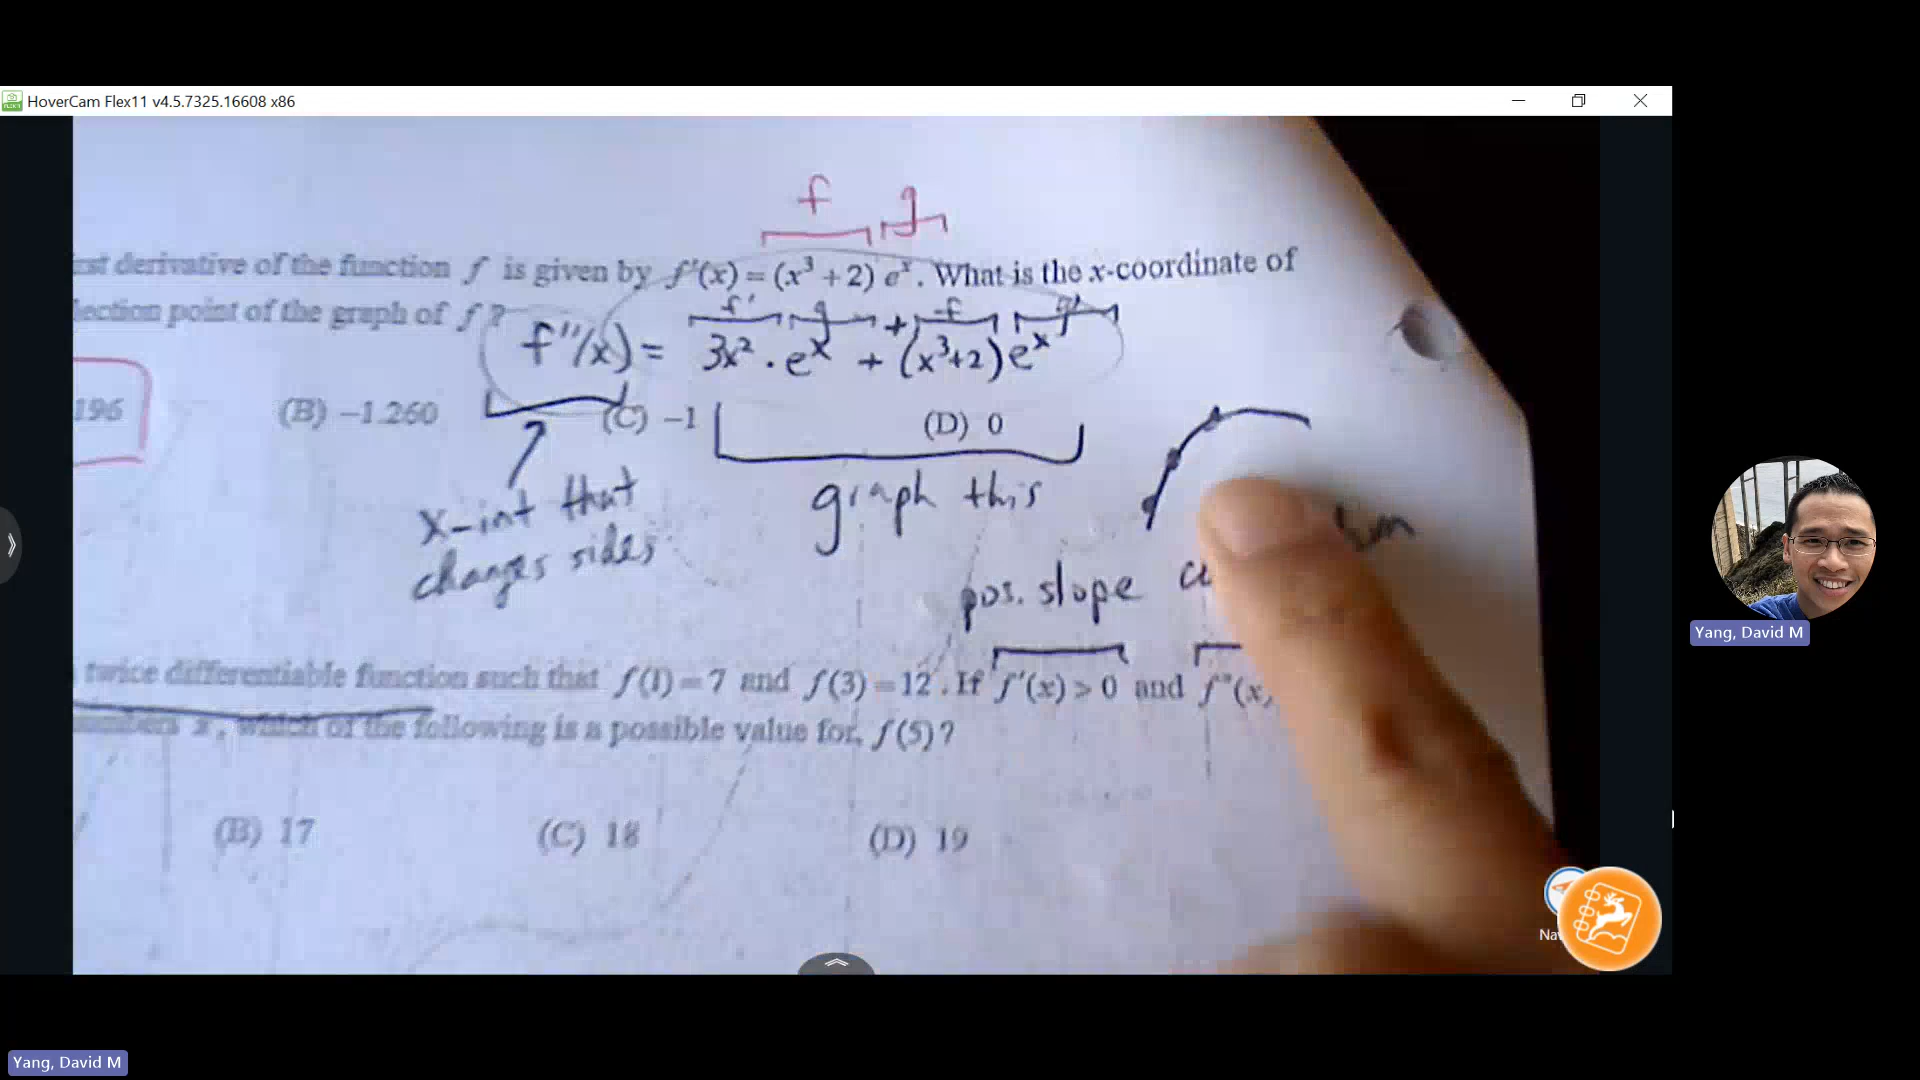 HoverCam Flex11 v4.5.7325.16608 x86
f g
derivative of the function f is given by f'(x) = (x³ + 2) eˣ. What is the x-coordinate of
point of the graph of f ?
f' g + f g'
f''(x) = 3x² · eˣ + (x³+2)eˣ
196 (B) −1.260 (C) −1 (D) 0
x-int that
changes sides
graph this
pos. slope
twice differentiable function such that f(1) = 7 and f(3) = 12. If f'(x) > 0 and f''(x)
x, which of the following is a possible value for f(5)?
(B) 17 (C) 18 (D) 19
Yang, David M
Yang, David M